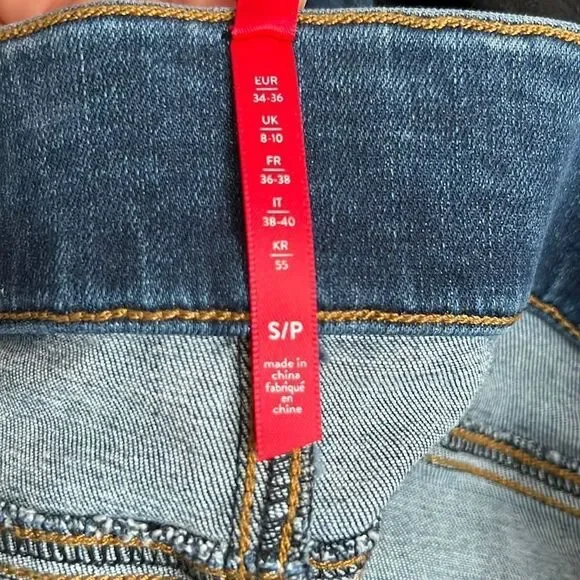 EUR
34-36
UK
8-10
FR
36-38
IT
38-40
KR
55
S/P
made in
china
fabriqué
en
chine